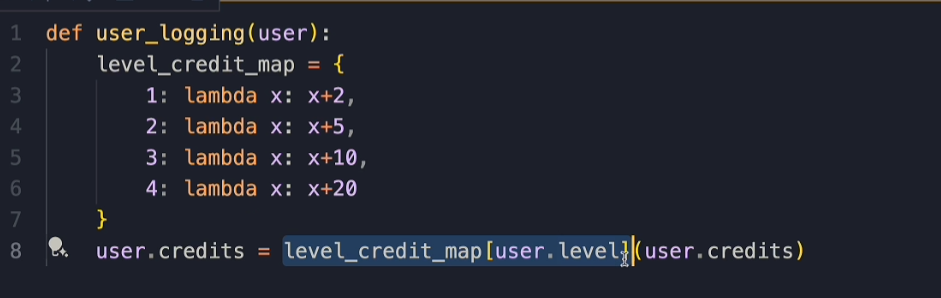 1 def user_logging(user):
2 level_credit_map = {
3 1: lambda x: x+2,
4 2: lambda x: x+5,
5 3: lambda x: x+10,
6 4: lambda x: x+20
7 }
8 user.credits = level_credit_map[user.level](user.credits)